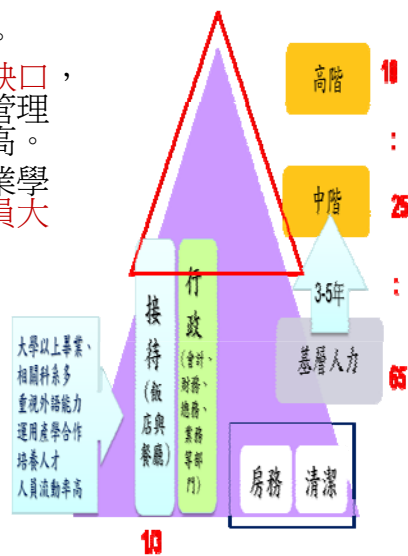 。
缺口，
管理
高。
業學
員大
高階
10
：
中階
25
：
3-5年
基層人力
65
接待
(飯店與餐廳)
行政
(會計、
財務、
總務、
業務
等部
門)
大學以上畢業、
相關科系多
重視外語能力
運用產學合作
培養人才
人員流動率高
房務
清潔
1/3